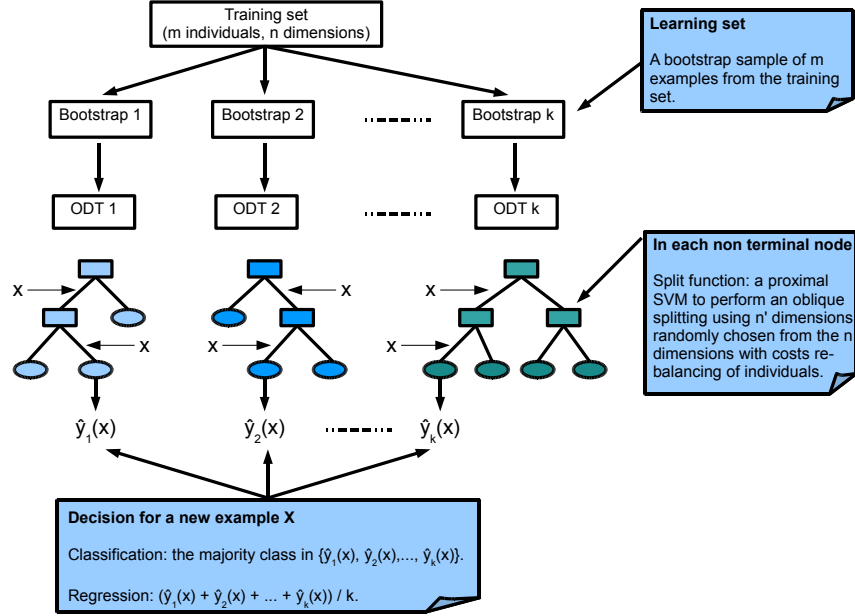 Training set
(m individuals, n dimensions)
Learning set
A bootstrap sample of m
examples from the training
set.
Bootstrap 1
Bootstrap 2
Bootstrap k
ODT 1
ODT 2
ODT k
In each non terminal node
Split function: a proximal
SVM to perform an oblique
splitting using n' dimensions
randomly chosen from the n
dimensions with costs re-
balancing of individuals.
x
x
x
x
x
x
ŷ₁(x)
ŷ₂(x)
ŷₖ(x)
Decision for a new example X
Classification: the majority class in {ŷ₁(x), ŷ₂(x),..., ŷₖ(x)}.
Regression: (ŷ₁(x) + ŷ₂(x) + ... + ŷₖ(x)) / k.